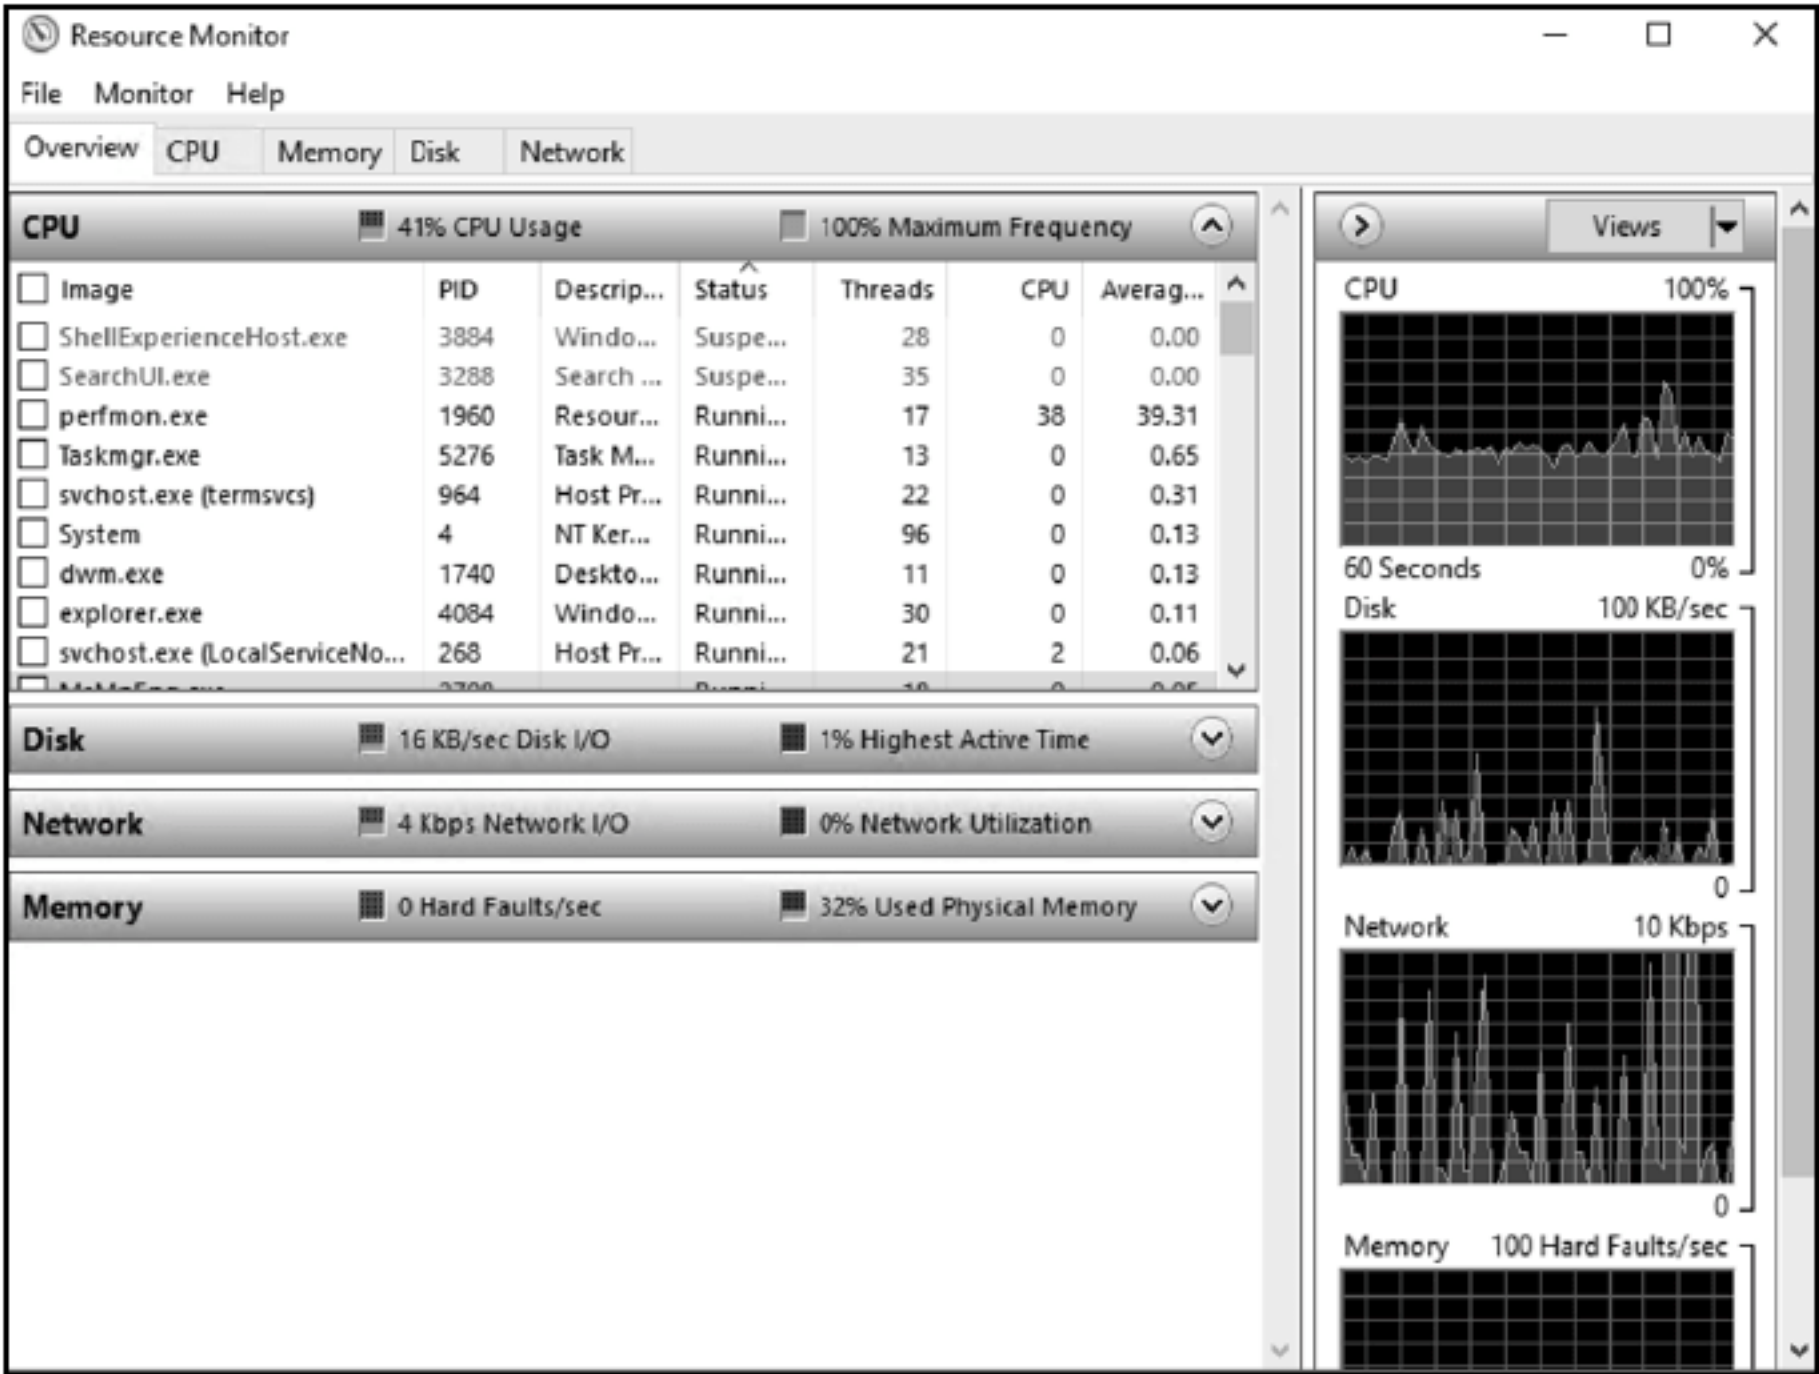 Resource Monitor
File Monitor Help
Overview CPU Memory Disk Network
CPU 41% CPU Usage 100% Maximum Frequency
Image PID Descrip... Status Threads CPU Averag...
ShellExperienceHost.exe 3884 Windo... Suspe... 28 0 0.00
SearchUI.exe 3288 Search ... Suspe... 35 0 0.00
perfmon.exe 1960 Resour... Runni... 17 38 39.31
Taskmgr.exe 5276 Task M... Runni... 13 0 0.65
svchost.exe (termsvcs) 964 Host Pr... Runni... 22 0 0.31
System 4 NT Ker... Runni... 96 0 0.13
dwm.exe 1740 Deskto... Runni... 11 0 0.13
explorer.exe 4084 Windo... Runni... 30 0 0.11
svchost.exe (LocalServiceNo... 268 Host Pr... Runni... 21 2 0.06
Disk 16 KB/sec Disk I/O 1% Highest Active Time
Network 4 Kbps Network I/O 0% Network Utilization
Memory 0 Hard Faults/sec 32% Used Physical Memory
Views
CPU 100%
60 Seconds 0%
Disk 100 KB/sec
0
Network 10 Kbps
0
Memory 100 Hard Faults/sec